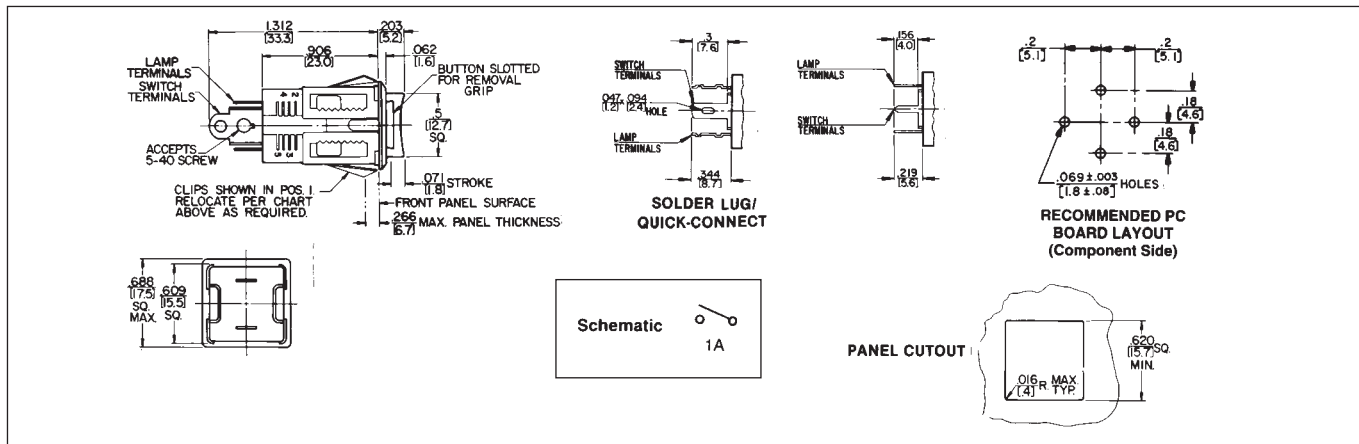 1.312
[33.3]
.203
[5.2]
.906
[23.0]
.062
[1.6]
LAMP
TERMINALS
SWITCH
TERMINALS
BUTTON SLOTTED
FOR REMOVAL
GRIP
.5
[12.7]
SQ.
ACCEPTS
5-40 SCREW
4 2
CLIPS SHOWN IN POS. 1.
RELOCATE PER CHART
ABOVE AS REQUIRED.
.071
[1.8] STROKE
FRONT PANEL SURFACE
.266
[6.7] MAX. PANEL THICKNESS
.3
[7.6]
SWITCH
TERMINALS
.047 x .094
[1.2] [2.4] HOLE
LAMP
TERMINALS
.344
[8.7]
SOLDER LUG/
QUICK-CONNECT
.156
[4.0]
LAMP
TERMINALS
SWITCH
TERMINALS
.219
[5.6]
.2
[5.1]
.2
[5.1]
.18
[4.6]
.18
[4.6]
.069 ±.003
[1.8 ±.08] HOLES
RECOMMENDED PC
BOARD LAYOUT
(Component Side)
.688
[17.5]
SQ.
MAX.
.609
[15.5]
SQ.
Schematic
1A
PANEL CUTOUT
.620
[15.7] SQ.
MIN.
.016
[.4] R. MAX.
TYP.